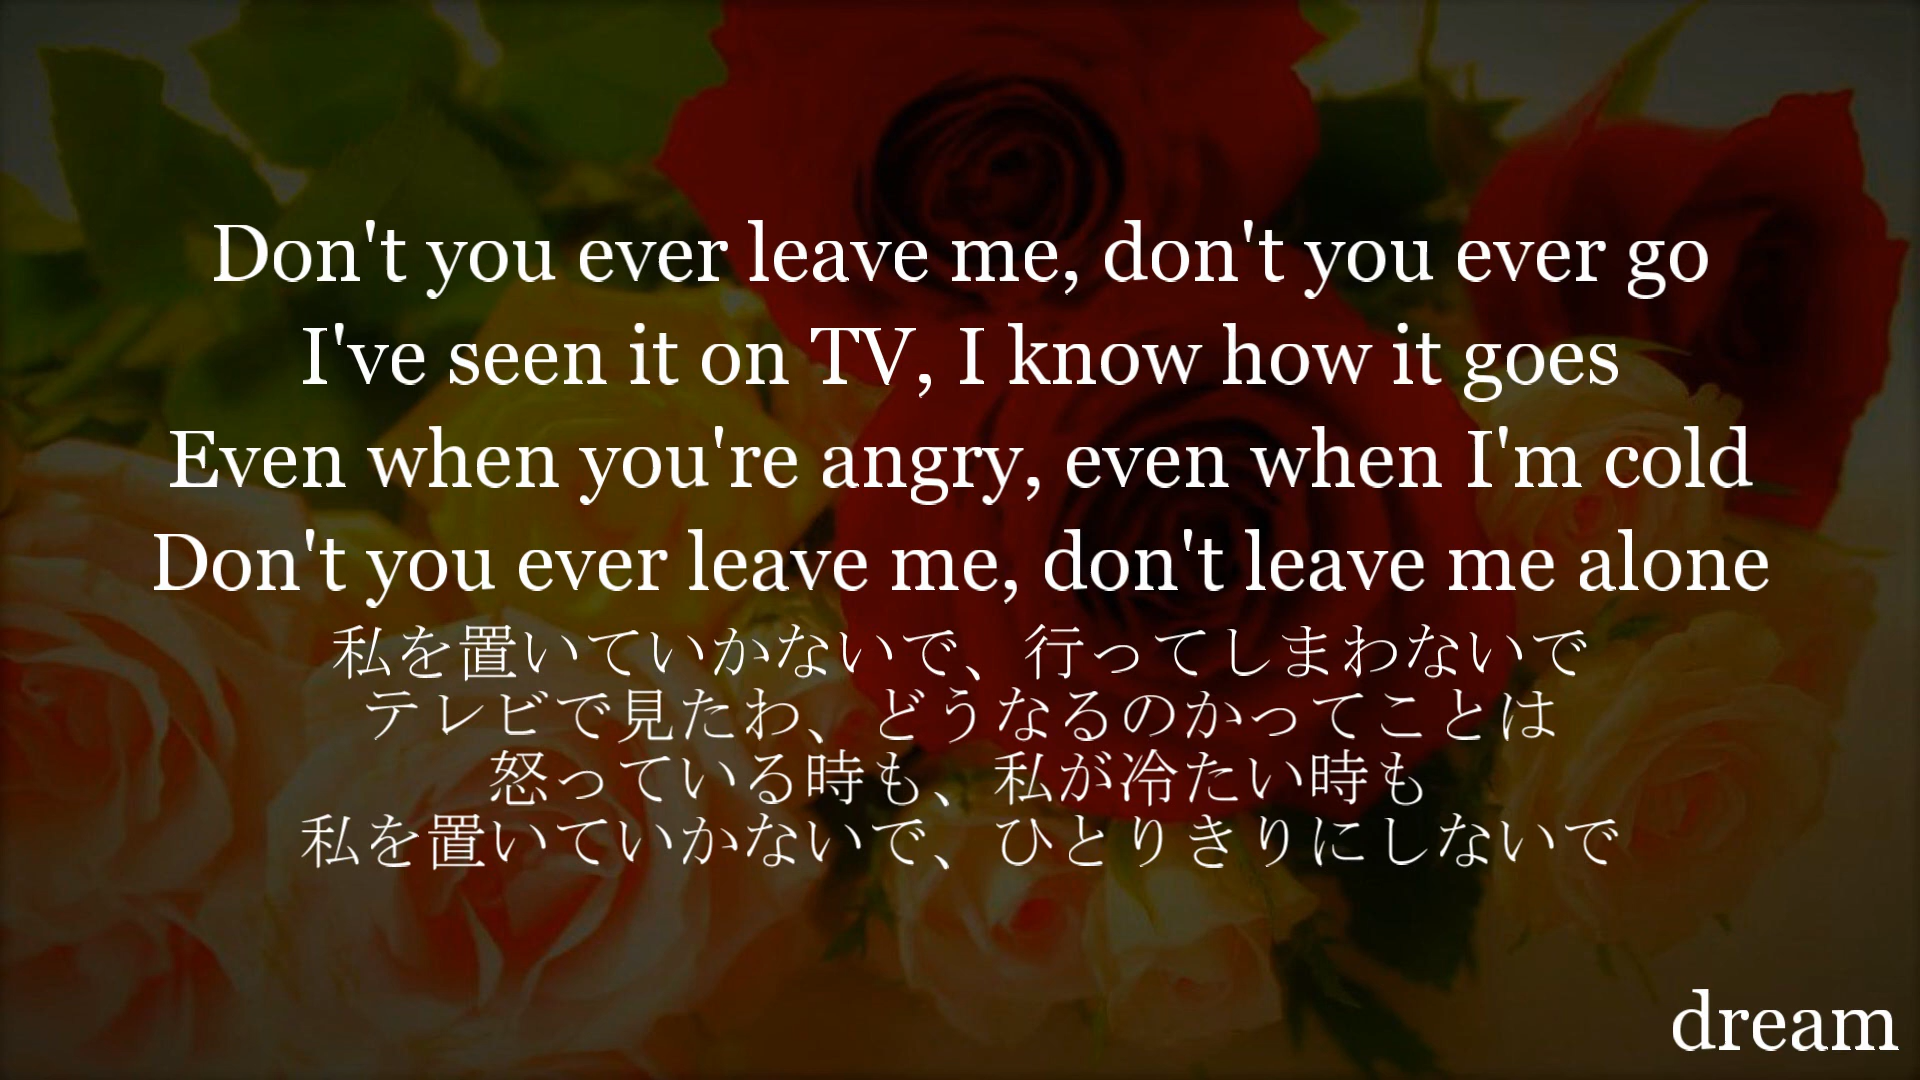 Don't you ever leave me, don't you ever go
I've seen it on TV, I know how it goes
Even when you're angry, even when I'm cold
Don't you ever leave me, don't leave me alone
私を置いていかないで、行ってしまわないで
テレビで見たわ、どうなるのかってことは
怒っている時も、私が冷たい時も
私を置いていかないで、ひとりきりにしないで
dream